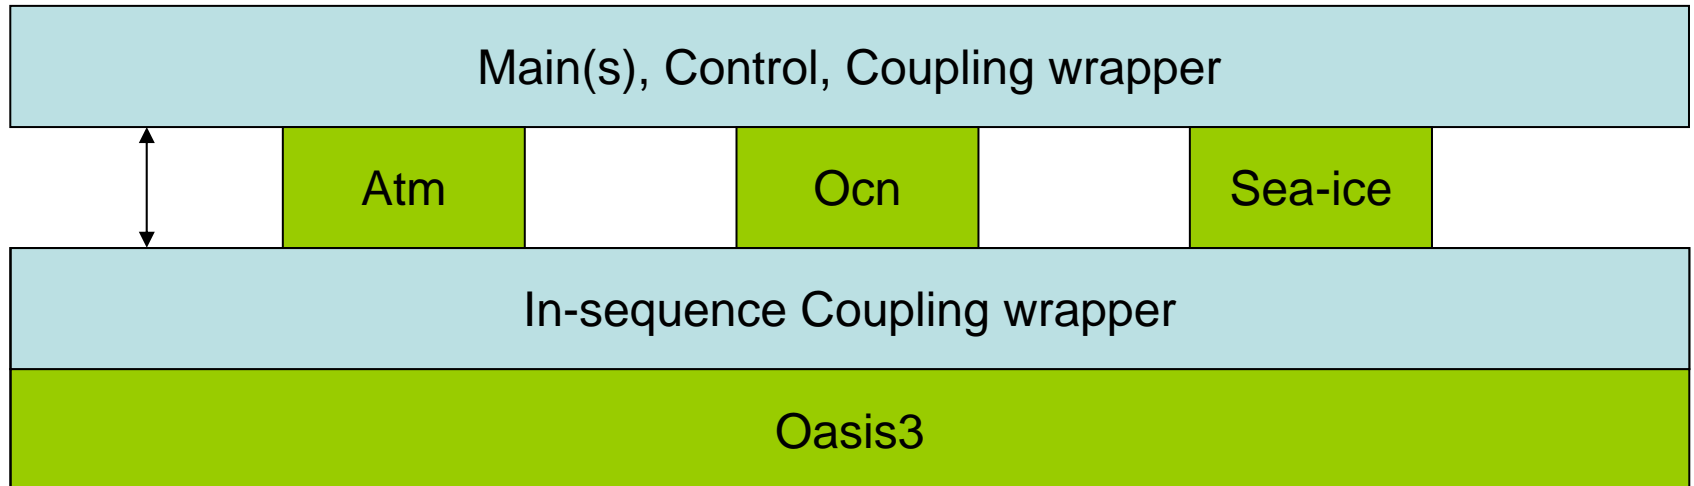 Main(s), Control, Coupling wrapper
Atm
Ocn
Sea-ice
In-sequence Coupling wrapper
Oasis3